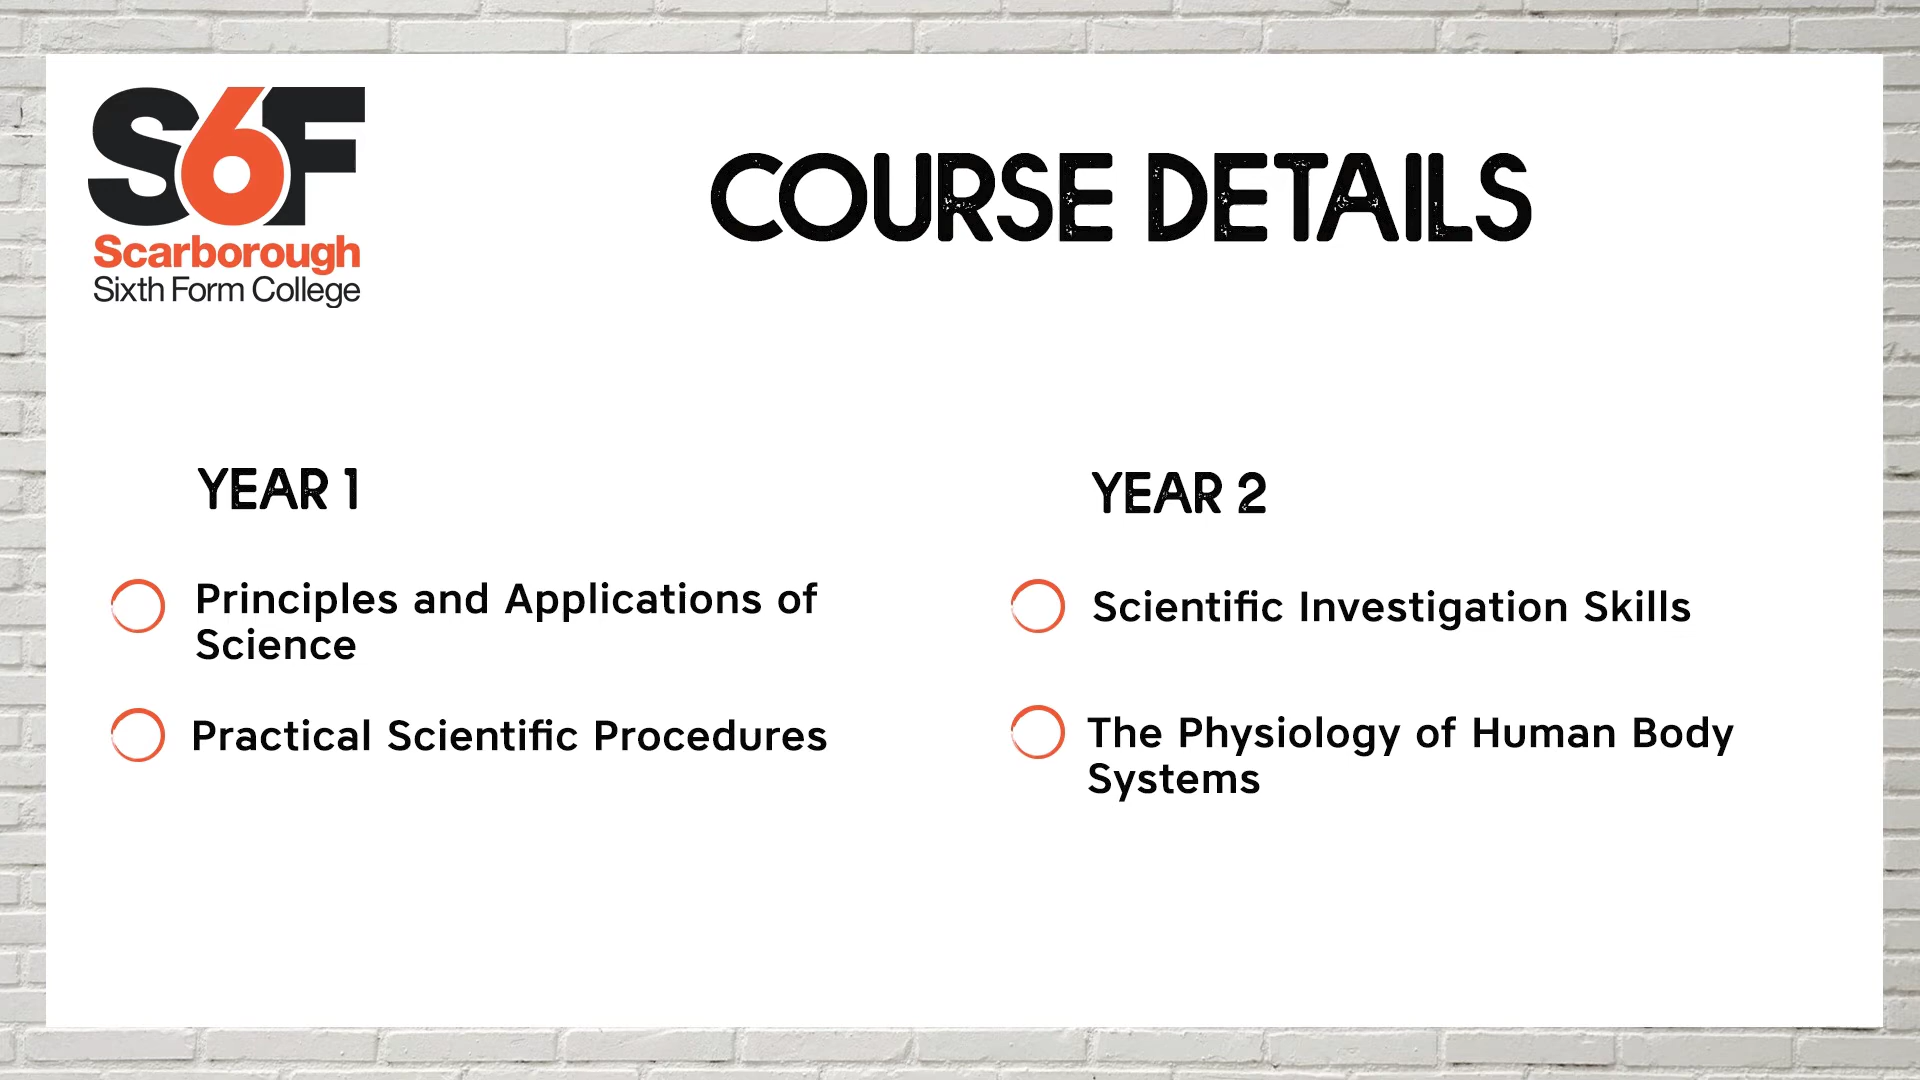 S6F
Scarborough
Sixth Form College
COURSE DETAILS
YEAR 1
Principles and Applications of
Science
Practical Scientific Procedures
YEAR 2
Scientific Investigation Skills
The Physiology of Human Body
Systems